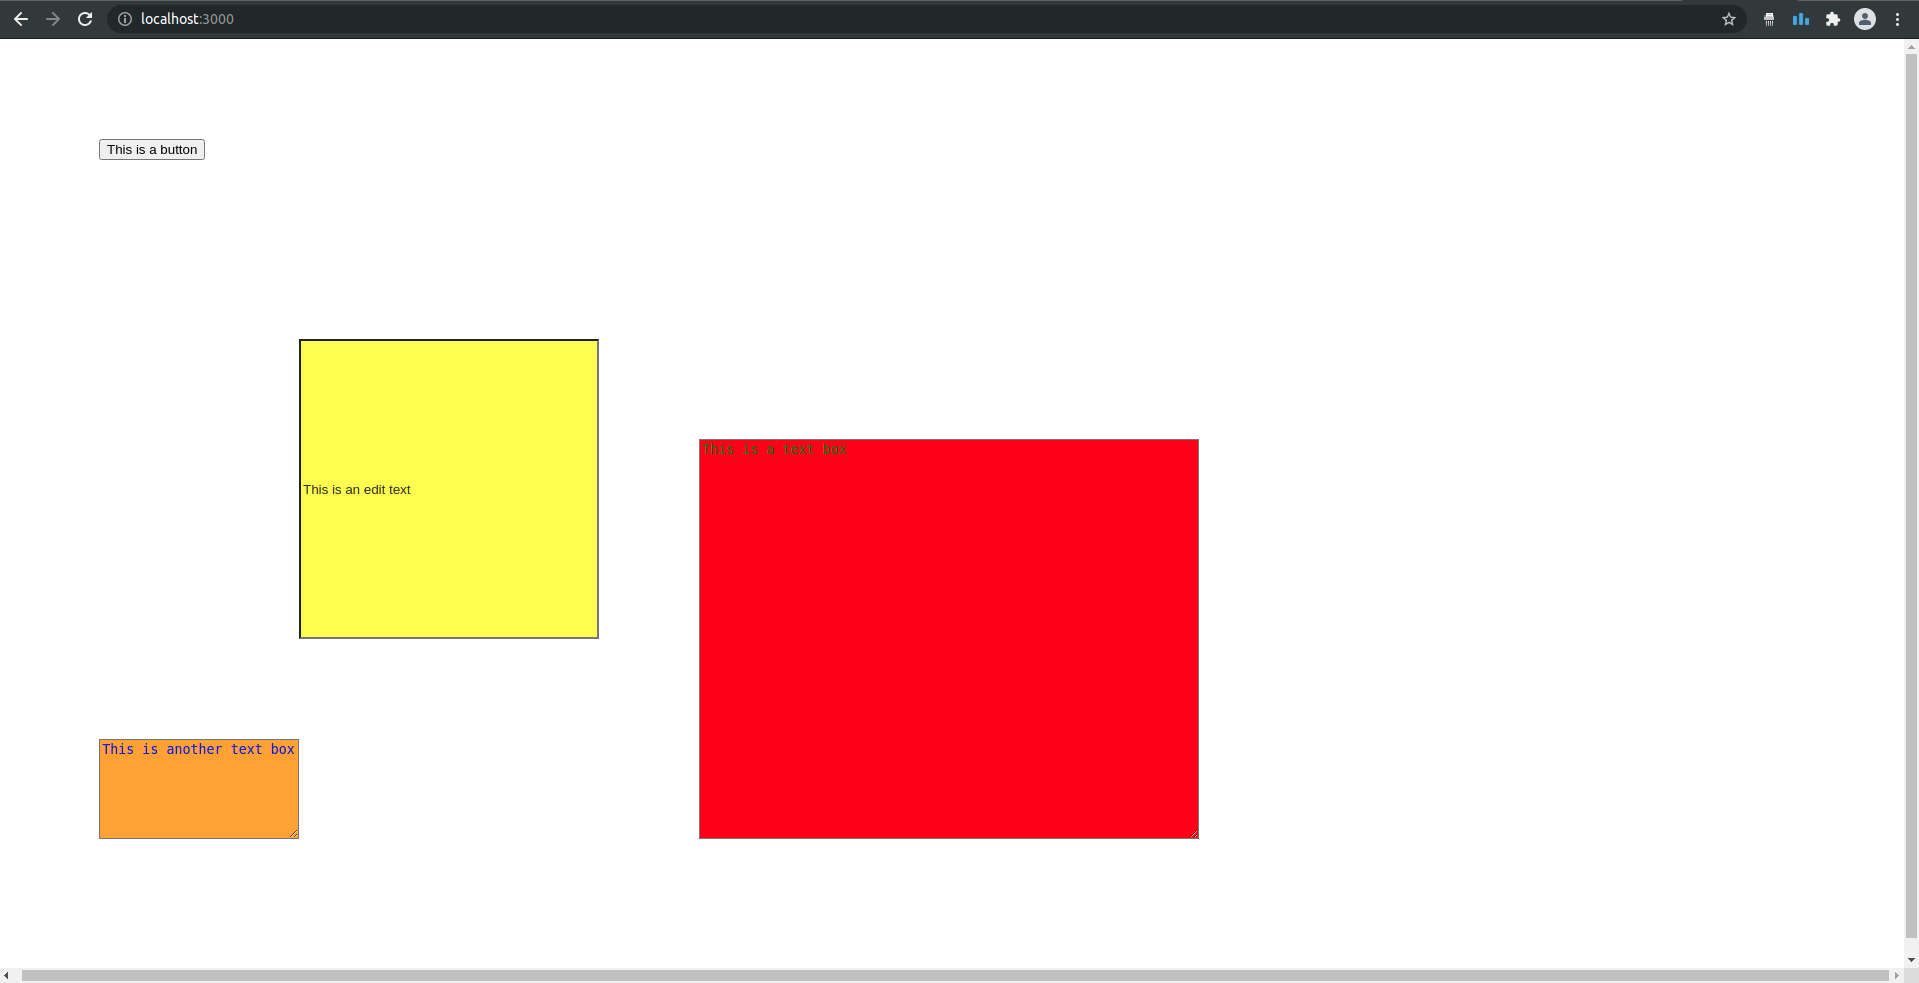 localhost:3000
This is a button
This is a text box
This is an edit text
This is another text box